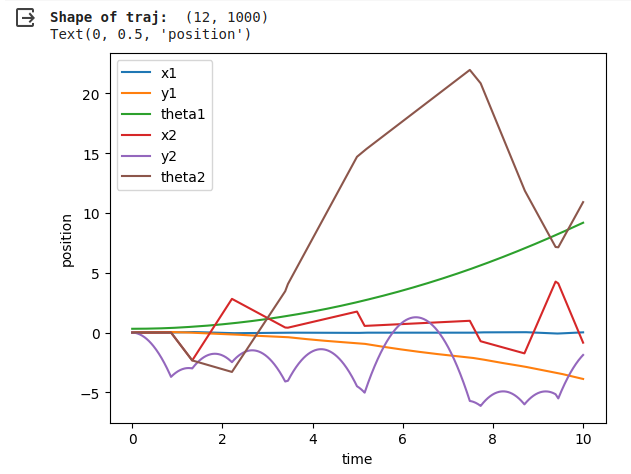 Shape of traj:  (12, 1000)
Text(0, 0.5, 'position')
x1
y1
theta1
x2
y2
theta2
20
15
10
5
0
−5
position
0 2 4 6 8 10
time